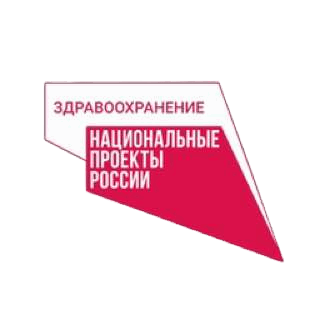 ЗДРАВООХРАНЕНИЕ
НАЦИОНАЛЬНЫЕ
ПРОЕКТЫ
РОССИИ